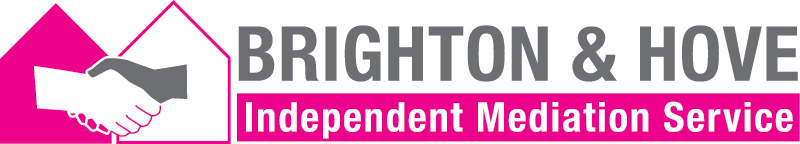 BRIGHTON & HOVE
Independent Mediation Service